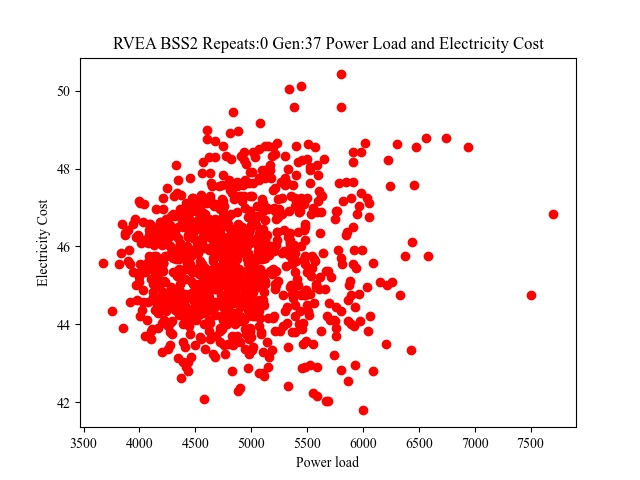 RVEA BSS2 Repeats:0 Gen:37 Power Load and Electricity Cost
50
48
46
44
42
Electricity Cost
3500 4000 4500 5000 5500 6000 6500 7000 7500
Power load